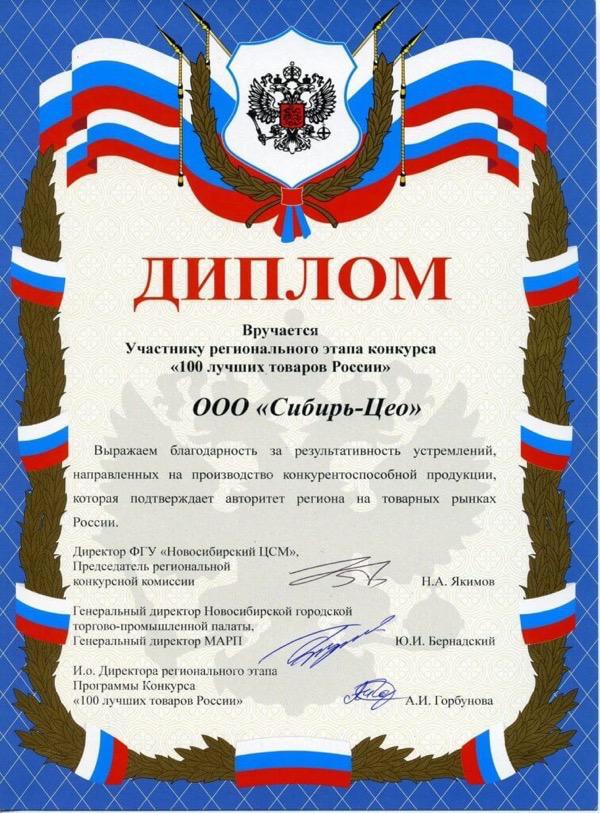 ДИПЛОМ
Вручается
Участнику регионального этапа конкурса
«100 лучших товаров России»
ООО «Сибирь-Цео»
Выражаем благодарность за результативность устремлений,
направленных на производство конкурентоспособной продукции,
которая подтверждает авторитет региона на товарных рынках
России.
Директор ФГУ «Новосибирский ЦСМ»,
Председатель региональной
конкурсной комиссии Н.А. Якимов
Генеральный директор Новосибирской городской
торгово-промышленной палаты,
Генеральный директор МАРП Ю.И. Бернадский
И.о. Директора регионального этапа
Программы Конкурса
«100 лучших товаров России» А.И. Горбунова